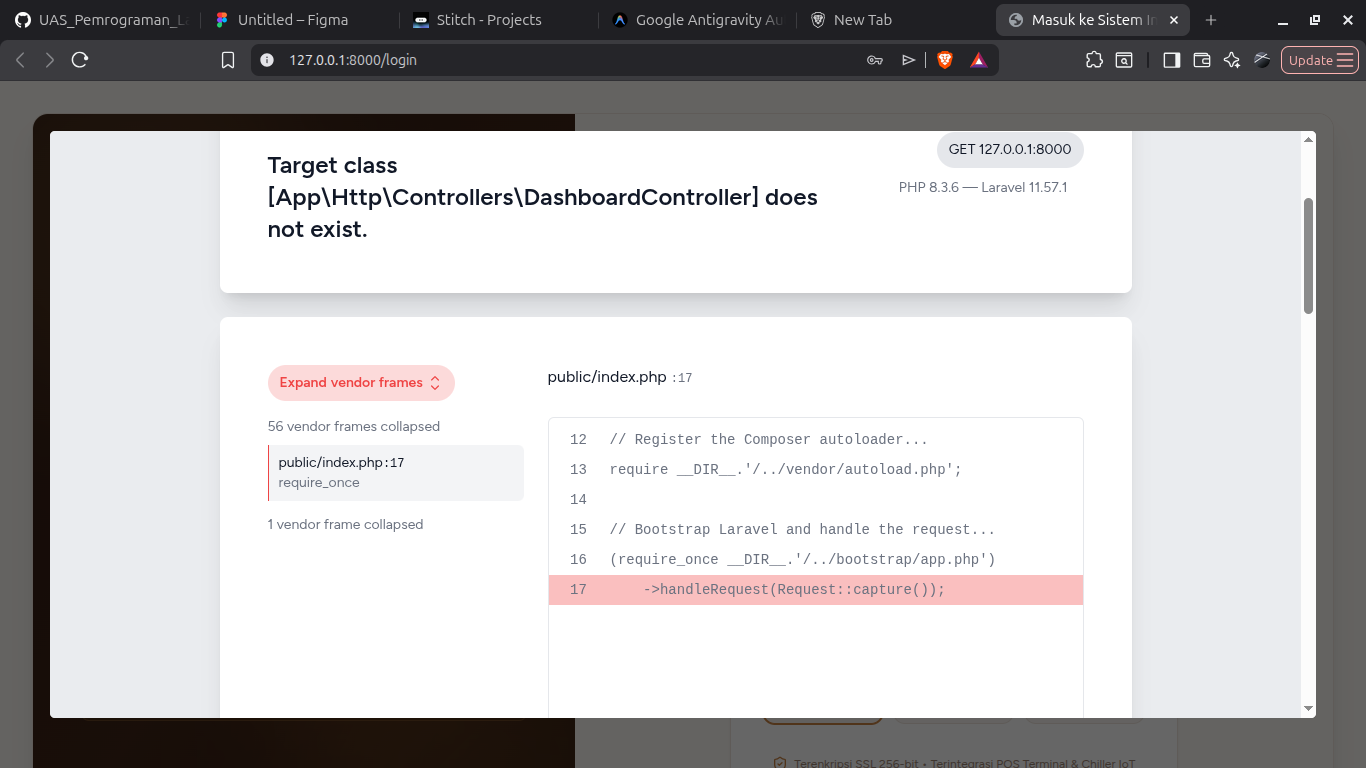 UAS_Pemrograman_La
Untitled – Figma
Stitch - Projects
Google Antigravity Au
New Tab
Masuk ke Sistem In
127.0.0.1:8000/login
Update
Target class
[App\Http\Controllers\DashboardController] does
not exist.
GET 127.0.0.1:8000
PHP 8.3.6 — Laravel 11.57.1
Expand vendor frames
56 vendor frames collapsed
public/index.php:17
require_once
1 vendor frame collapsed
public/index.php :17
12 // Register the Composer autoloader...
13 require __DIR__.'/../vendor/autoload.php';
14
15 // Bootstrap Laravel and handle the request...
16 (require_once __DIR__.'/../bootstrap/app.php')
17 ->handleRequest(Request::capture());
Terenkripsi SSL 256-bit • Terintegrasi POS Terminal & Chiller IoT